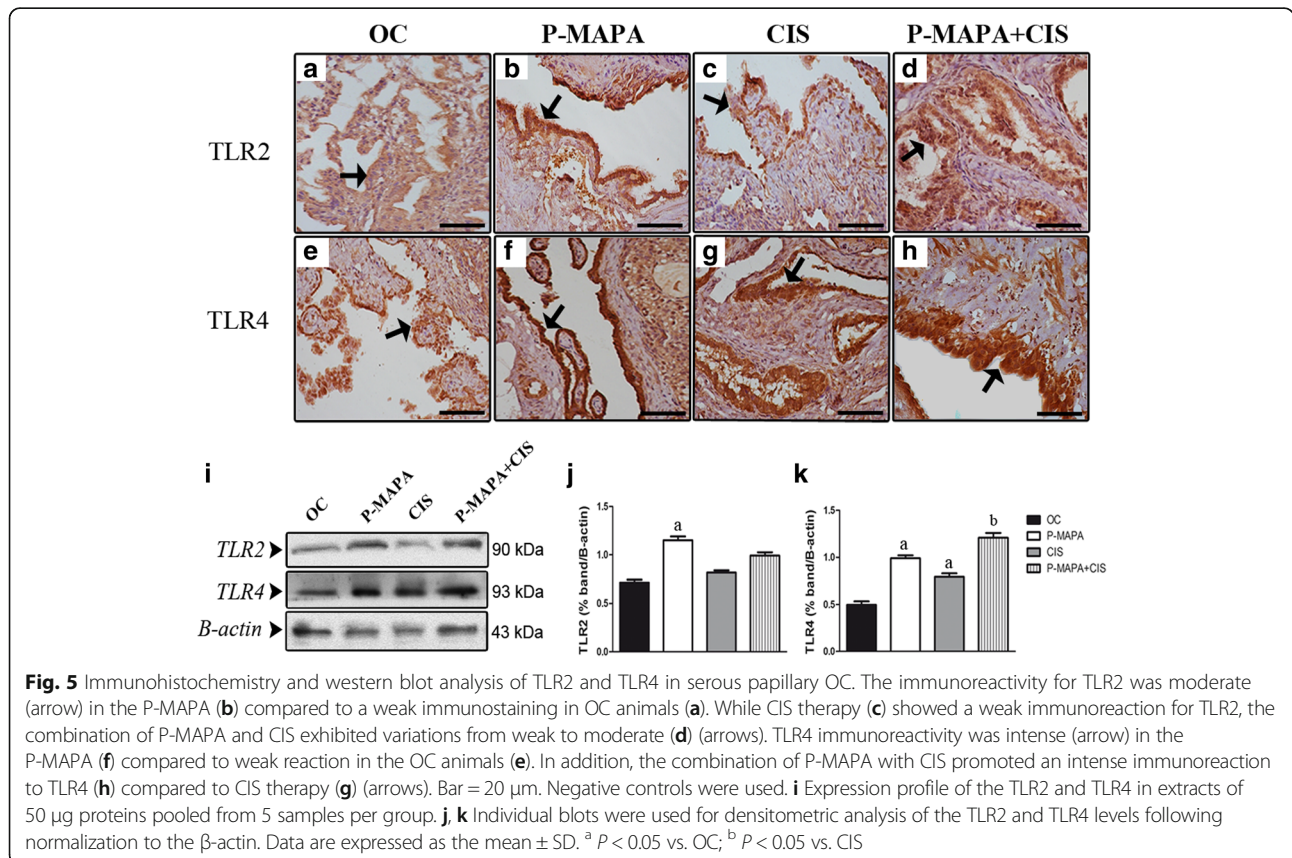 OC P-MAPA CIS P-MAPA+CIS
a b c d
TLR2
e f g h
TLR4
i
OC P-MAPA CIS P-MAPA+CIS
TLR2 90 kDa
TLR4 93 kDa
B-actin 43 kDa
j
TLR2 (% band/B-actin)
1.5
1.0
0.5
0.0
a
k
TLR4 (% band/B-actin)
1.5
1.0
0.5
0.0
a
a
b
OC
P-MAPA
CIS
P-MAPA+CIS
Fig. 5 Immunohistochemistry and western blot analysis of TLR2 and TLR4 in serous papillary OC. The immunoreactivity for TLR2 was moderate
(arrow) in the P-MAPA (b) compared to a weak immunostaining in OC animals (a). While CIS therapy (c) showed a weak immunoreaction for TLR2, the
combination of P-MAPA and CIS exhibited variations from weak to moderate (d) (arrows). TLR4 immunoreactivity was intense (arrow) in the
P-MAPA (f) compared to weak reaction in the OC animals (e). In addition, the combination of P-MAPA with CIS promoted an intense immunoreaction
to TLR4 (h) compared to CIS therapy (g) (arrows). Bar = 20 μm. Negative controls were used. i Expression profile of the TLR2 and TLR4 in extracts of
50 μg proteins pooled from 5 samples per group. j, k Individual blots were used for densitometric analysis of the TLR2 and TLR4 levels following
normalization to the β-actin. Data are expressed as the mean ± SD. a P < 0.05 vs. OC; b P < 0.05 vs. CIS